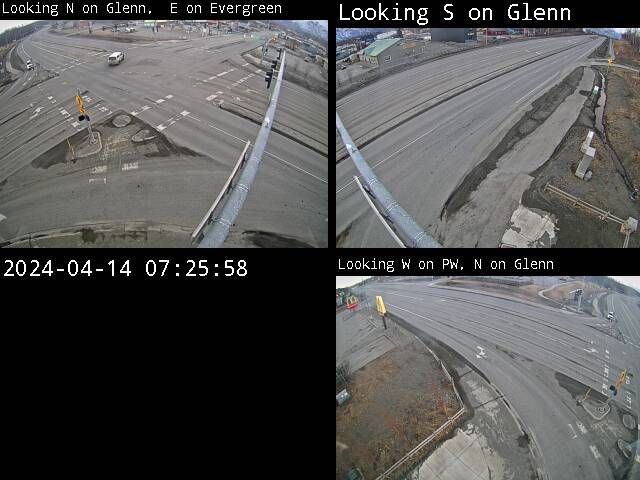 Looking N on Glenn, E on Evergreen
Looking S on Glenn
2024-04-14 07:25:58
Looking W on PW, N on Glenn